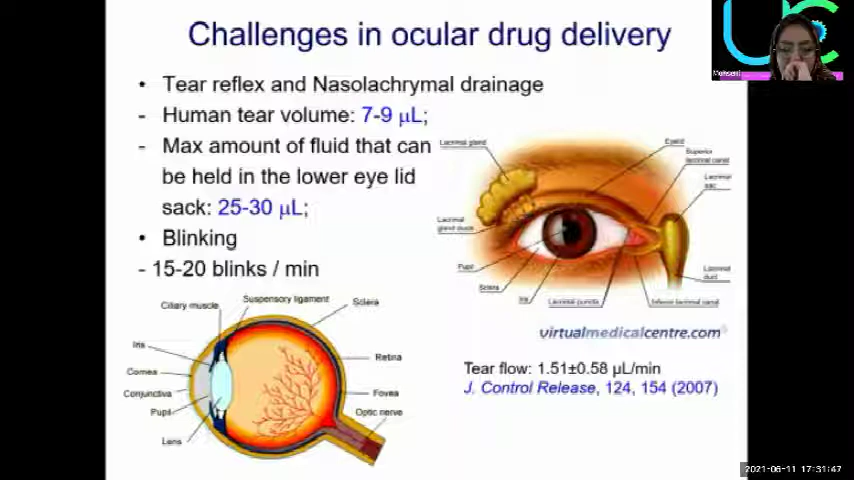 Challenges in ocular drug delivery
• Tear reflex and Nasolachrymal drainage
- Human tear volume: 7-9 µL;
- Max amount of fluid that can
be held in the lower eye lid
sack: 25-30 µL;
• Blinking
- 15-20 blinks / min
Lacrimal gland
Eyelid
Superior
lacrimal canal
Lacrimal
sac
Lacrimal
gland ducts
Pupil
Sclera
Iris
Lacrimal puncta
Inferior lacrimal canal
Lacrimal
duct
virtualmedicalcentre.com
Ciliary muscle
Suspensory ligament
Sclera
Iris
Cornea
Conjunctiva
Pupil
Lens
Retina
Fovea
Optic nerve
Tear flow: 1.51±0.58 µL/min
J. Control Release, 124, 154 (2007)
Mohseni
2021-06-11 17:31:47